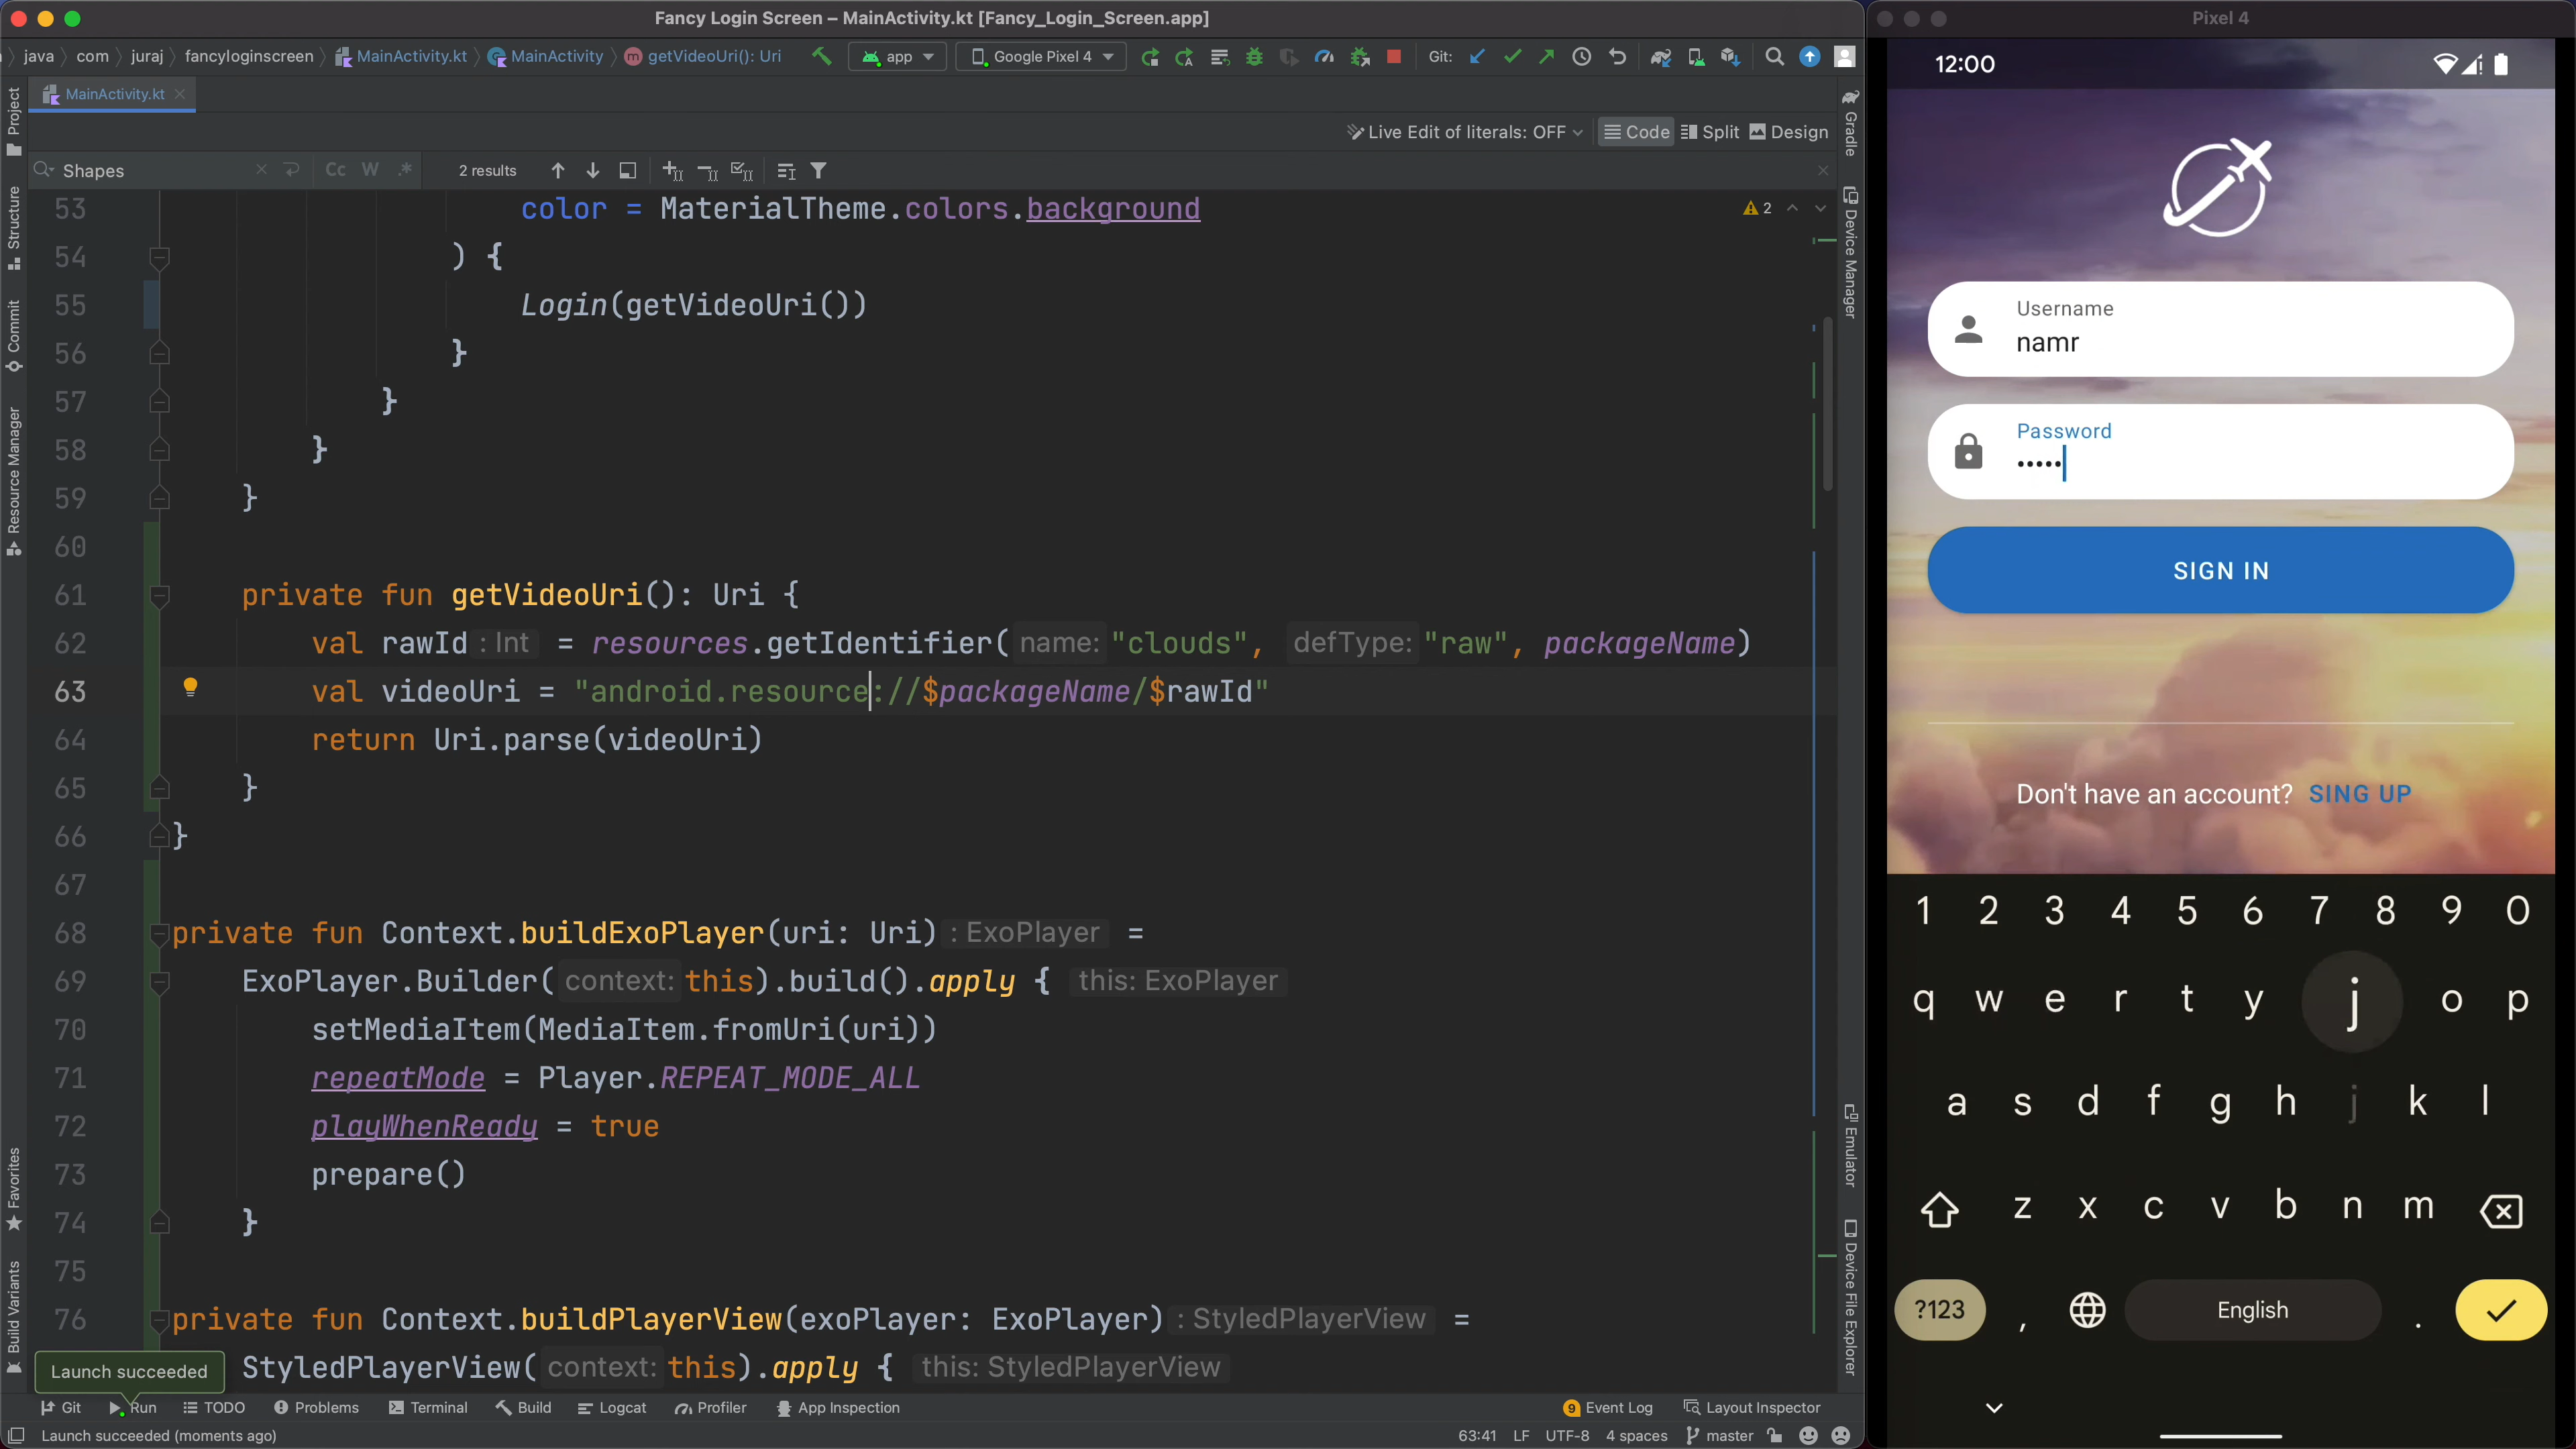 Fancy Login Screen – MainActivity.kt [Fancy_Login_Screen.app]
java com juraj fancyloginscreen MainActivity.kt MainActivity getVideoUri(): Uri app Google Pixel 4 Git:
MainActivity.kt
Live Edit of literals: OFF Code Split Design
Shapes Cc W .* 2 results
53 color = MaterialTheme.colors.background
2
54 ) {
55 Login(getVideoUri())
56 }
57 }
58 }
59 }
60
61 private fun getVideoUri(): Uri {
62 val rawId : Int = resources.getIdentifier( name: "clouds", defType: "raw", packageName)
63 val videoUri = "android.resource://$packageName/$rawId"
64 return Uri.parse(videoUri)
65 }
66 }
67
68 private fun Context.buildExoPlayer(uri: Uri) : ExoPlayer =
69 ExoPlayer.Builder( context: this).build().apply { this: ExoPlayer
70 setMediaItem(MediaItem.fromUri(uri))
71 repeatMode = Player.REPEAT_MODE_ALL
72 playWhenReady = true
73 prepare()
74 }
75
76 private fun Context.buildPlayerView(exoPlayer: ExoPlayer) : StyledPlayerView =
StyledPlayerView( context: this).apply { this: StyledPlayerView
Launch succeeded
Project
Structure
Commit
Resource Manager
Favorites
Build Variants
Gradle
Device Manager
Emulator
Device File Explorer
Git Run TODO Problems Terminal Build Logcat Profiler App Inspection 9 Event Log Layout Inspector
Launch succeeded (moments ago) 63:41 LF UTF-8 4 spaces master
Pixel 4
12:00
Username
namr
Password
•••••
SIGN IN
Don't have an account? SING UP
1 2 3 4 5 6 7 8 9 0
q w e r t y j o p
a s d f g h j k l
z x c v b n m
?123 , English .